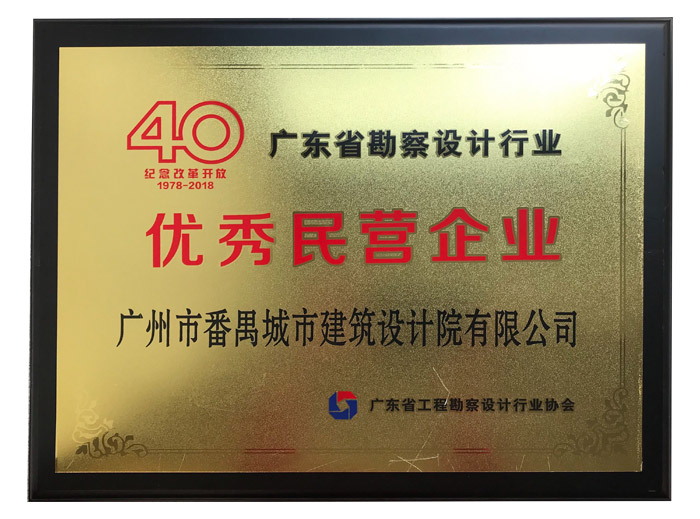 40
纪念改革开放
1978-2018
广东省勘察设计行业
优秀民营企业
广州市番禺城市建筑设计院有限公司
广东省工程勘察设计行业协会